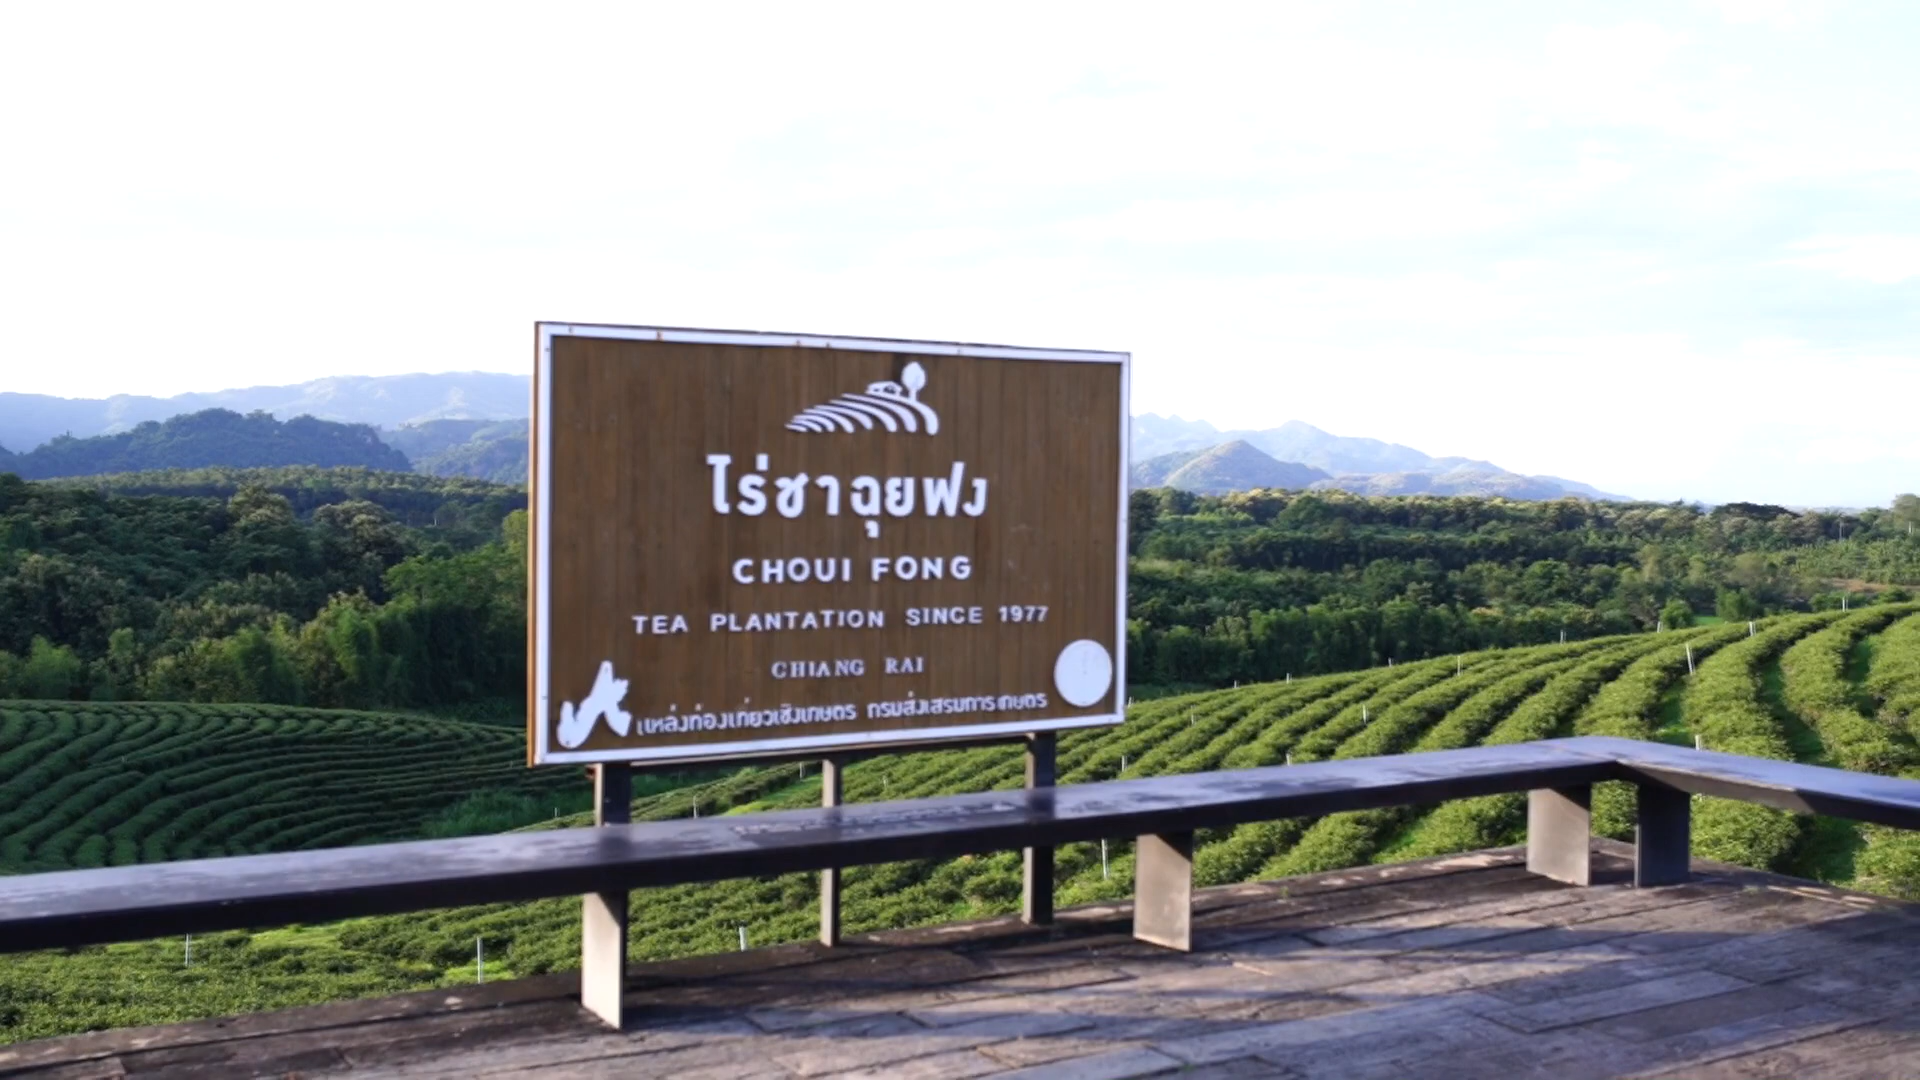 ไร่ชาฉุยฟง
CHOUI FONG
TEA PLANTATION SINCE 1977
CHIANG RAI
แหล่งท่องเที่ยวเชิงเกษตร กรมส่งเสริมการเกษตร